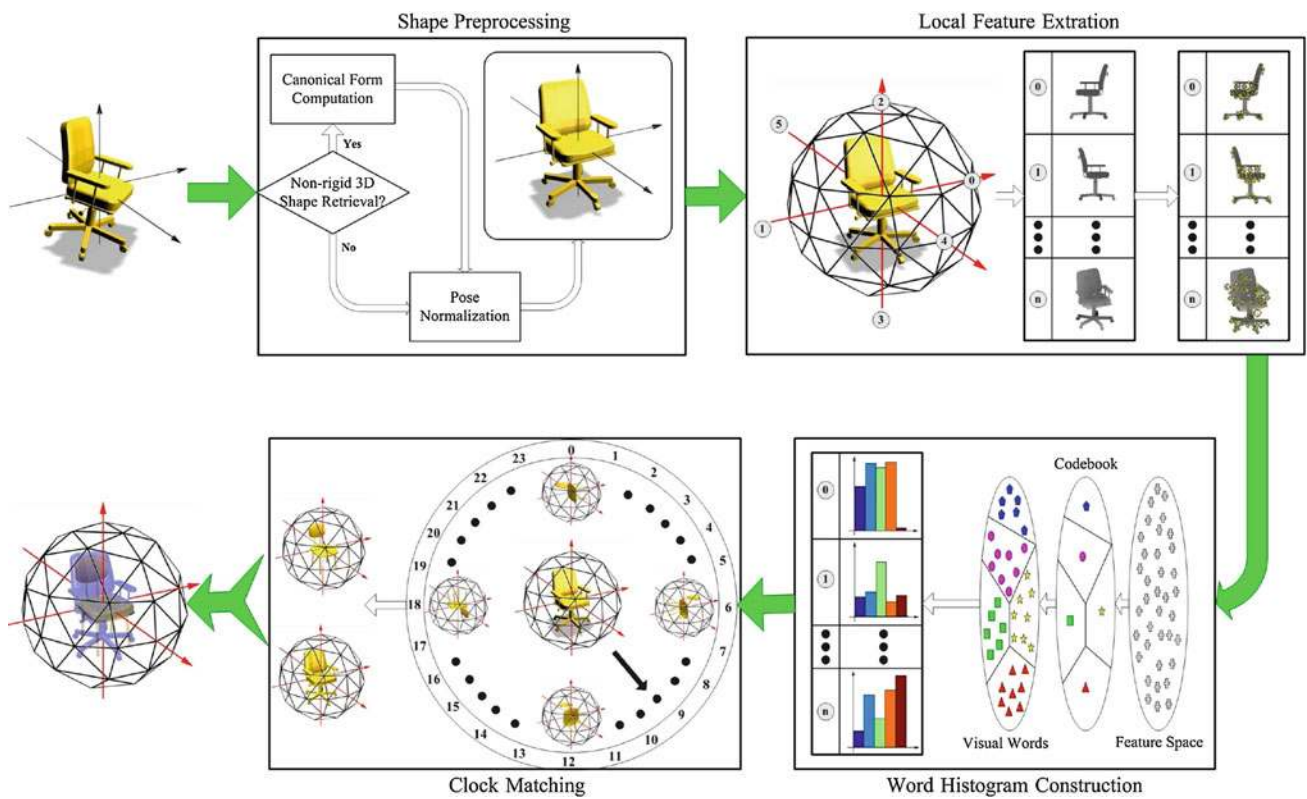 Shape Preprocessing
Local Feature Extration
Canonical Form
Computation
Yes
Non-rigid 3D
Shape Retrieval?
No
Pose
Normalization
2
5
0
1
4
3
0
1
n
0
1
n
Clock Matching
0
1
2
3
4
5
6
7
8
9
10
11
12
13
14
15
16
17
18
19
20
21
22
23
0
1
n
Codebook
Visual Words
Feature Space
Word Histogram Construction